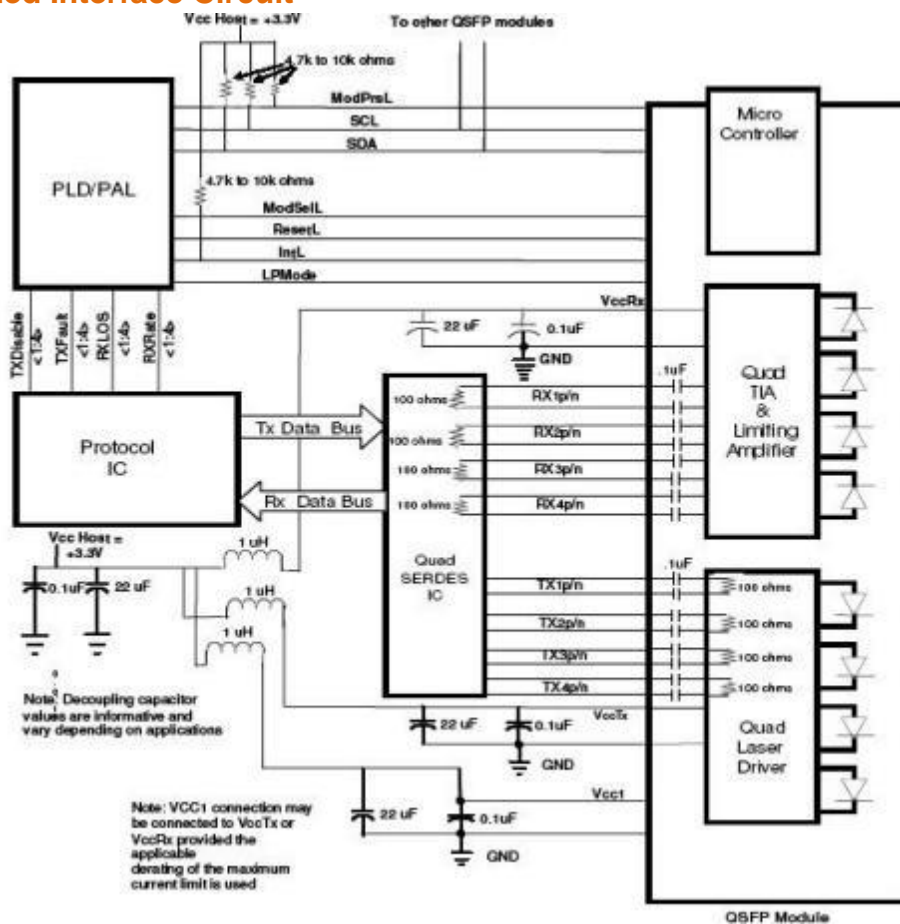 Interface Circuit
Vcc Host = +3.3V
To other QSFP modules
4.7k to 10k ohms
ModPrsL
SCL
SDA
Micro
Controller
PLD/PAL
4.7k to 10k ohms
ModSelL
ResetL
IntL
LPMode
TXDisable
<1:4>
TXFault
<1:4>
RXLOS
<1:4>
RXRate
<1:4>
VccRx
22 uF
0.1uF
GND
Protocol
IC
Tx Data Bus
Rx Data Bus
100 ohms
100 ohms
100 ohms
100 ohms
Quad
SERDES
IC
RX1p/n
RX2p/n
RX3p/n
RX4p/n
.1uF
Quad
TIA
&
Limiting
Amplifier
Vcc Host =
+3.3V
0.1uF
22 uF
1 uH
1 uH
1 uH
TX1p/n
TX2p/n
TX3p/n
TX4p/n
.1uF
100 ohms
100 ohms
100 ohms
100 ohms
Quad
Laser
Driver
Note: Decoupling capacitor
values are informative and
vary depending on applications
VccTx
22 uF
0.1uF
GND
Vcc1
22 uF
0.1uF
GND
Note: VCC1 connection may
be connected to VccTx or
VccRx provided the
applicable
derating of the maximum
current limit is used
QSFP Module